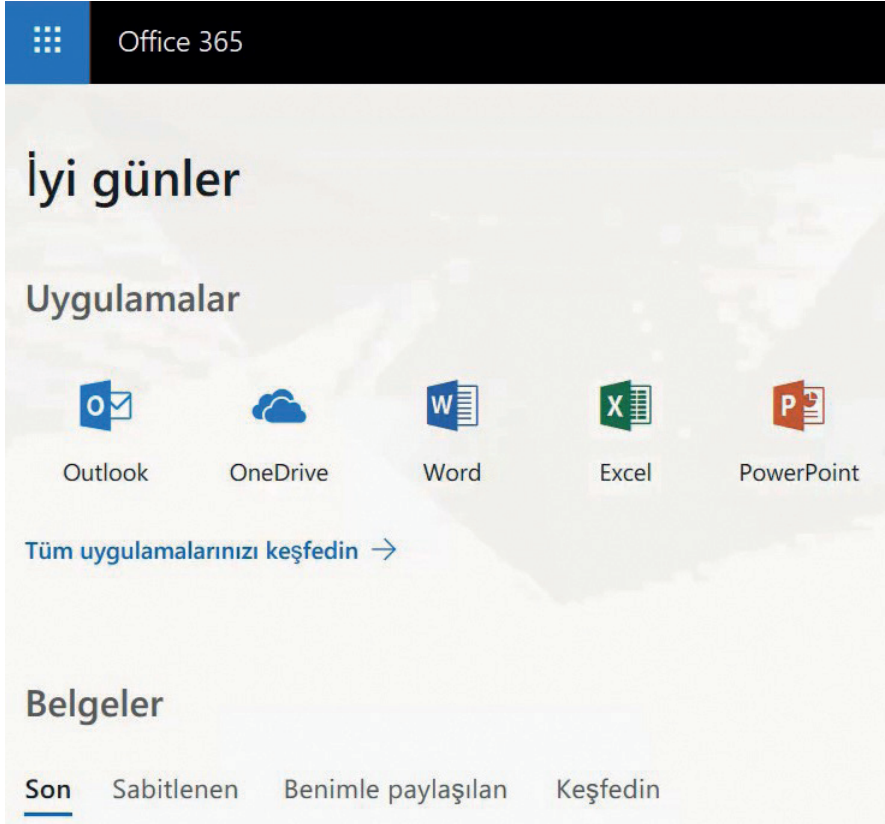 Office 365
İyi günler
Uygulamalar
Outlook OneDrive Word Excel PowerPoint
Tüm uygulamalarınızı keşfedin →
Belgeler
Son Sabitlenen Benimle paylaşılan Keşfedin